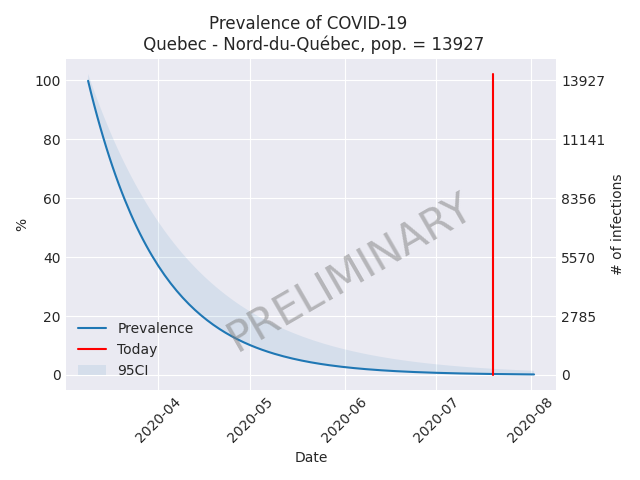 Prevalence of COVID-19
Quebec - Nord-du-Québec, pop. = 13927
100
80
60
40
20
0
%
13927
11141
8356
5570
2785
0
# of infections
PRELIMINARY
Prevalence
Today
95CI
2020-04
2020-05
2020-06
2020-07
2020-08
Date